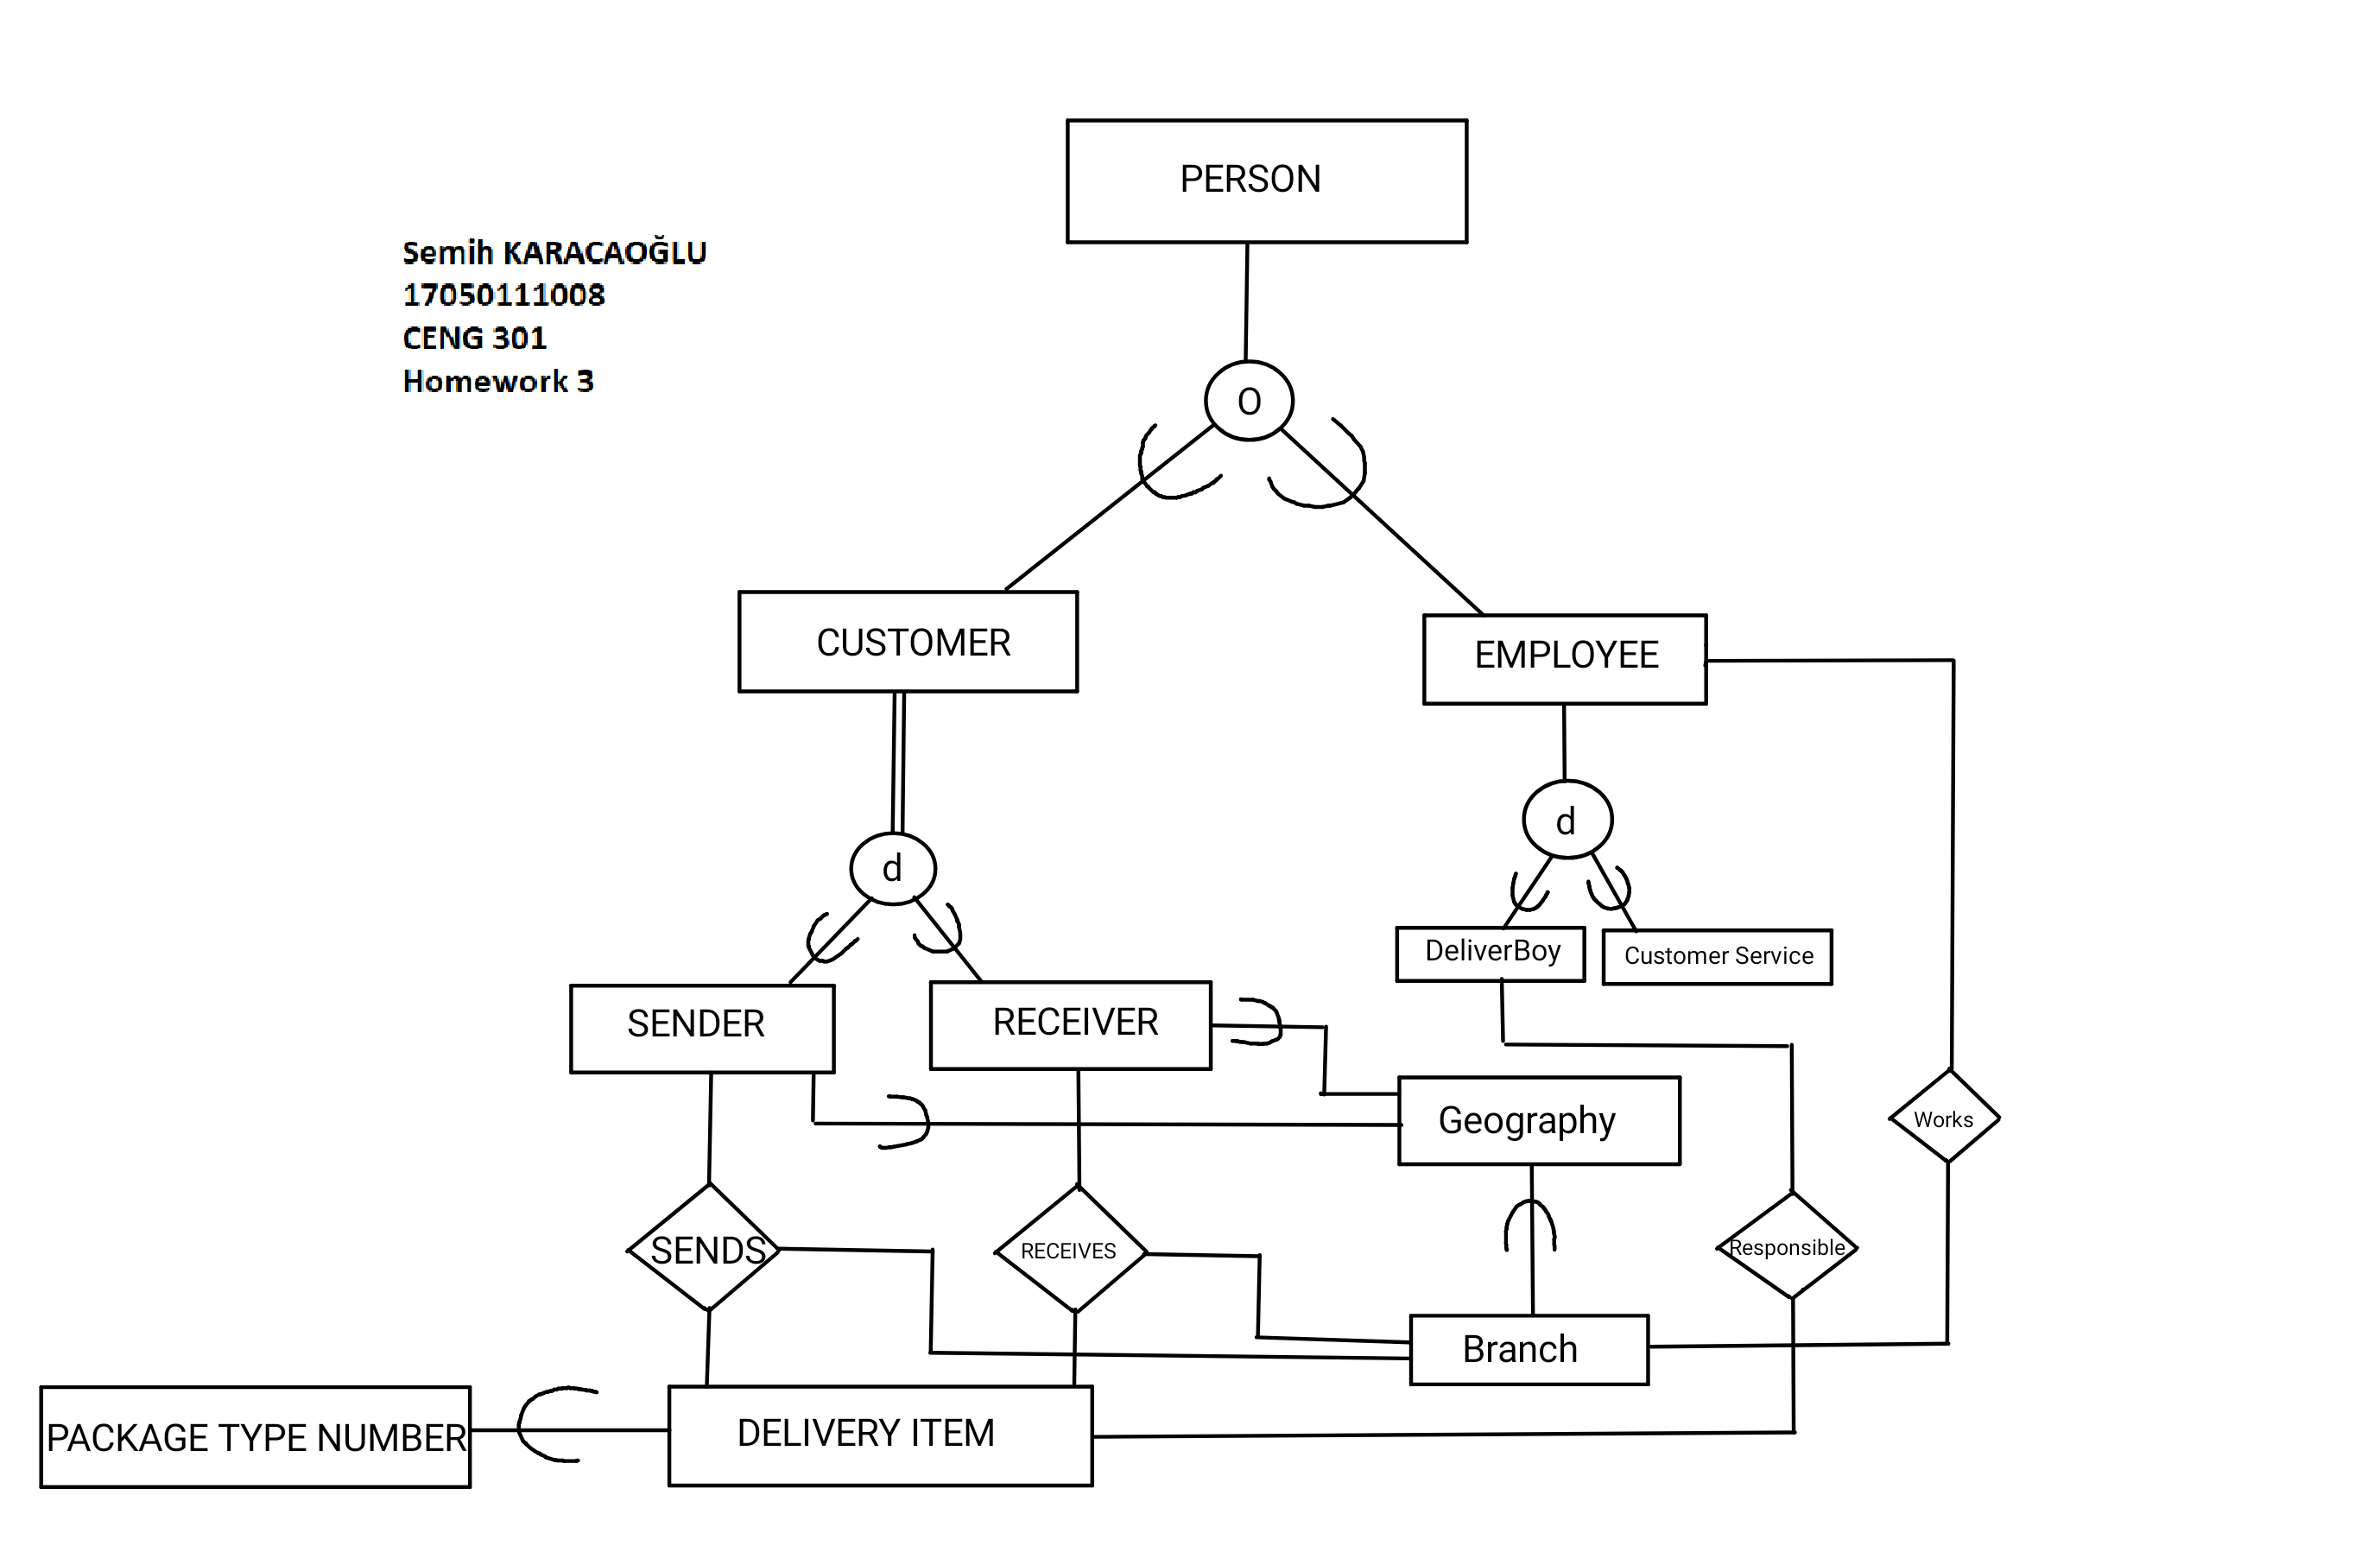 PERSON
Semih KARACAOĞLU
17050111008
CENG 301
Homework 3
O
CUSTOMER
EMPLOYEE
d
d
DeliverBoy
Customer Service
SENDER
RECEIVER
Geography
Works
SENDS
RECEIVES
Responsible
Branch
PACKAGE TYPE NUMBER
DELIVERY ITEM